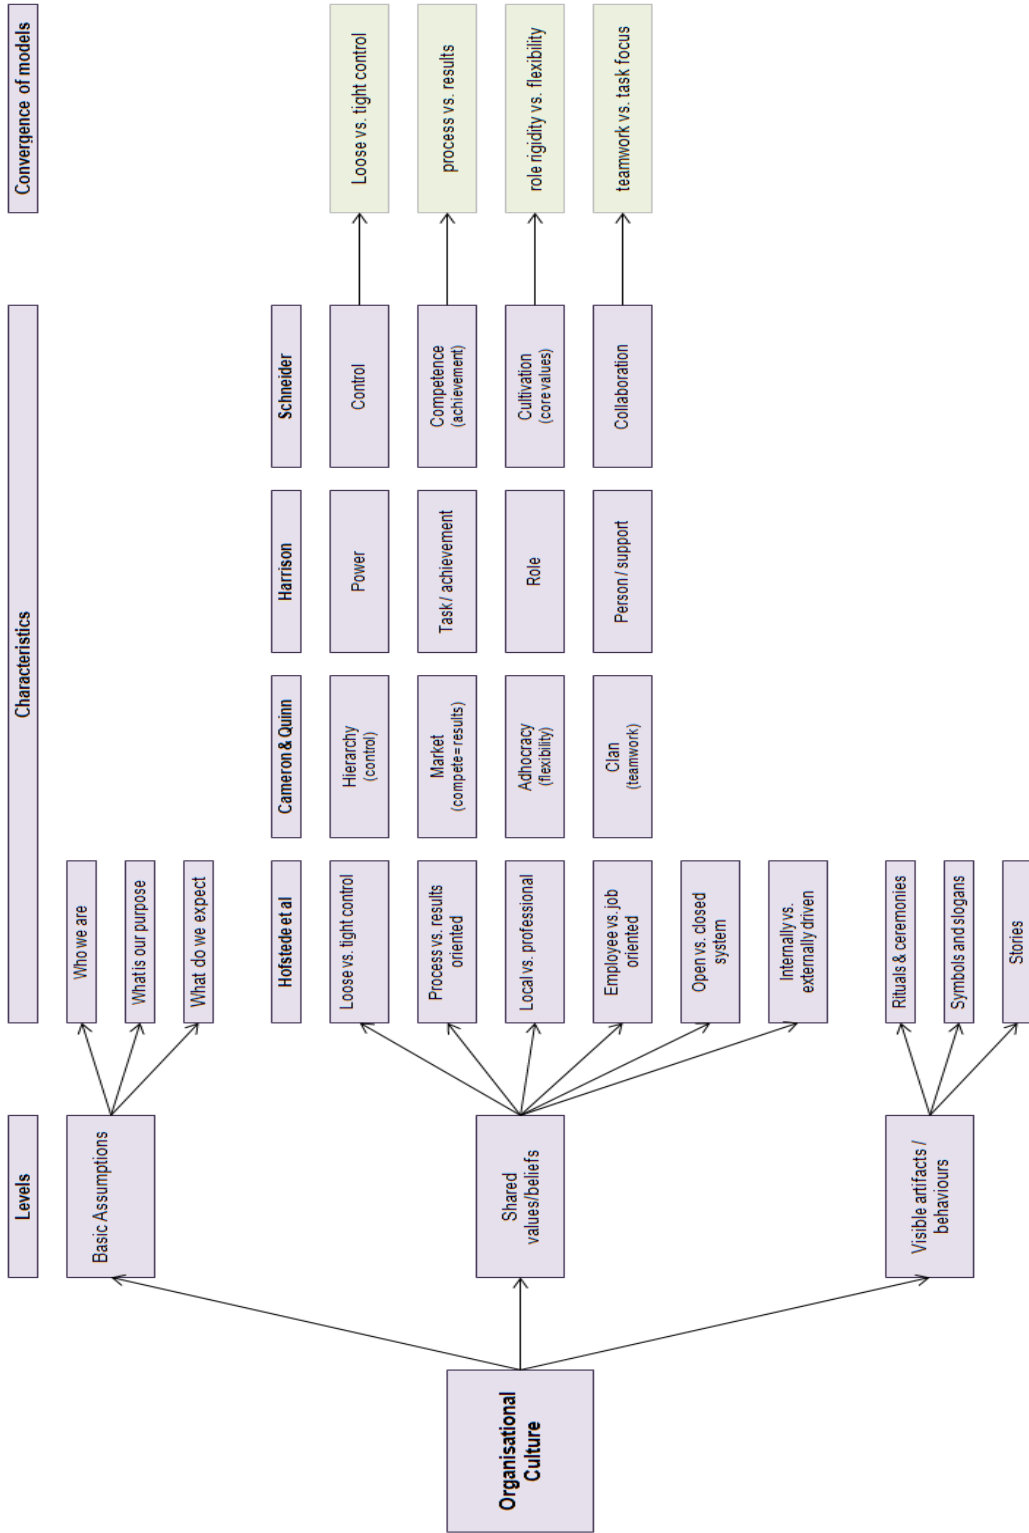 Levels
Characteristics
Convergence of models
Organisational
Culture
Basic Assumptions
Who we are
What is our purpose
What do we expect
Shared
values/beliefs
Hofstede et al
Cameron & Quinn
Harrison
Schneider
Loose vs. tight control
Hierarchy
(control)
Power
Control
Loose vs. tight control
Process vs. results
oriented
Market
(compete=results)
Task / achievement
Competence
(achievement)
process vs. results
Local vs. professional
Adhocracy
(flexibility)
Role
Cultivation
(core values)
role rigidity vs. flexibility
Employee vs. job
oriented
Clan
(teamwork)
Person / support
Collaboration
teamwork vs. task focus
Open vs. closed
system
Internally vs.
externally driven
Visible artifacts /
behaviours
Rituals & ceremonies
Symbols and slogans
Stories